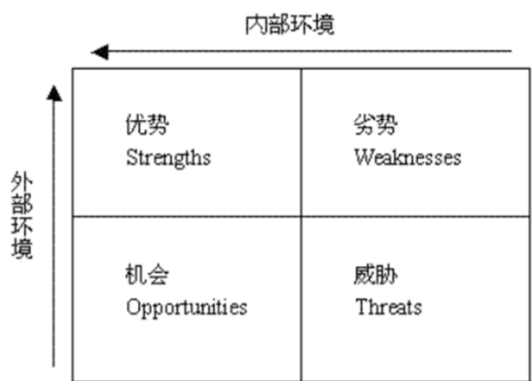 内部环境
优势
Strengths
劣势
Weaknesses
外部环境
机会
Opportunities
威胁
Threats